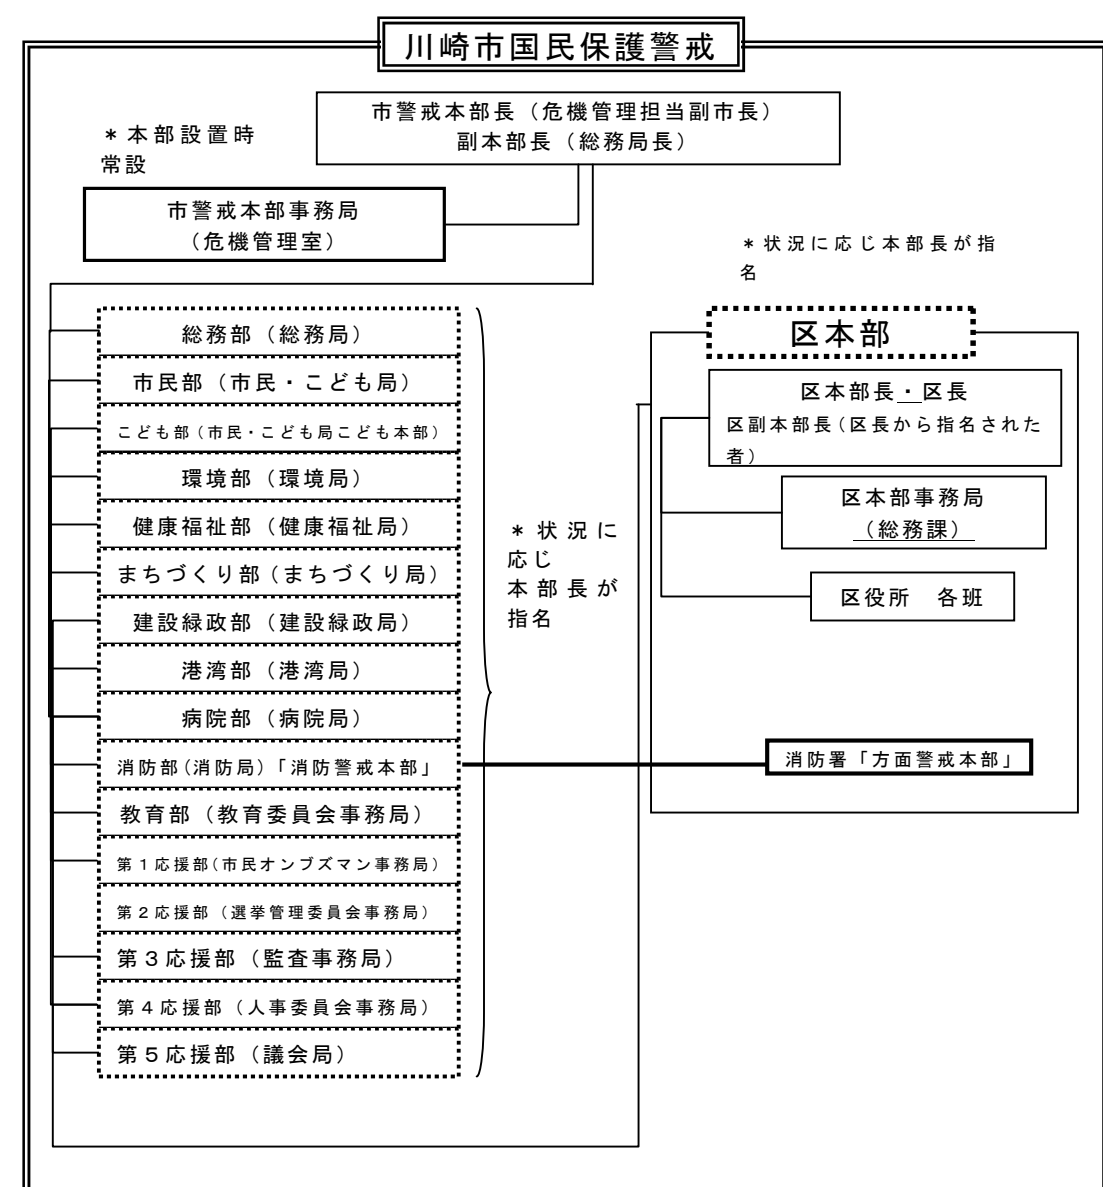 川崎市国民保護警戒
市警戒本部長（危機管理担当副市長）
副本部長（総務局長）
＊本部設置時
常設
市警戒本部事務局
（危機管理室）
＊状況に応じ本部長が指
名
総務部（総務局）
市民部（市民・こども局）
こども部（市民・こども局こども本部）
環境部（環境局）
健康福祉部（健康福祉局）
まちづくり部（まちづくり局）
建設緑政部（建設緑政局）
港湾部（港湾局）
病院部（病院局）
消防部（消防局）「消防警戒本部」
教育部（教育委員会事務局）
第１応援部（市民オンブズマン事務局）
第２応援部（選挙管理委員会事務局）
第３応援部（監査事務局）
第４応援部（人事委員会事務局）
第５応援部（議会局）
＊状況に
応じ
本部長が
指名
区本部
区本部長・区長
区副本部長（区長から指名された
者）
区本部事務局
（総務課）
区役所　各班
消防署「方面警戒本部」